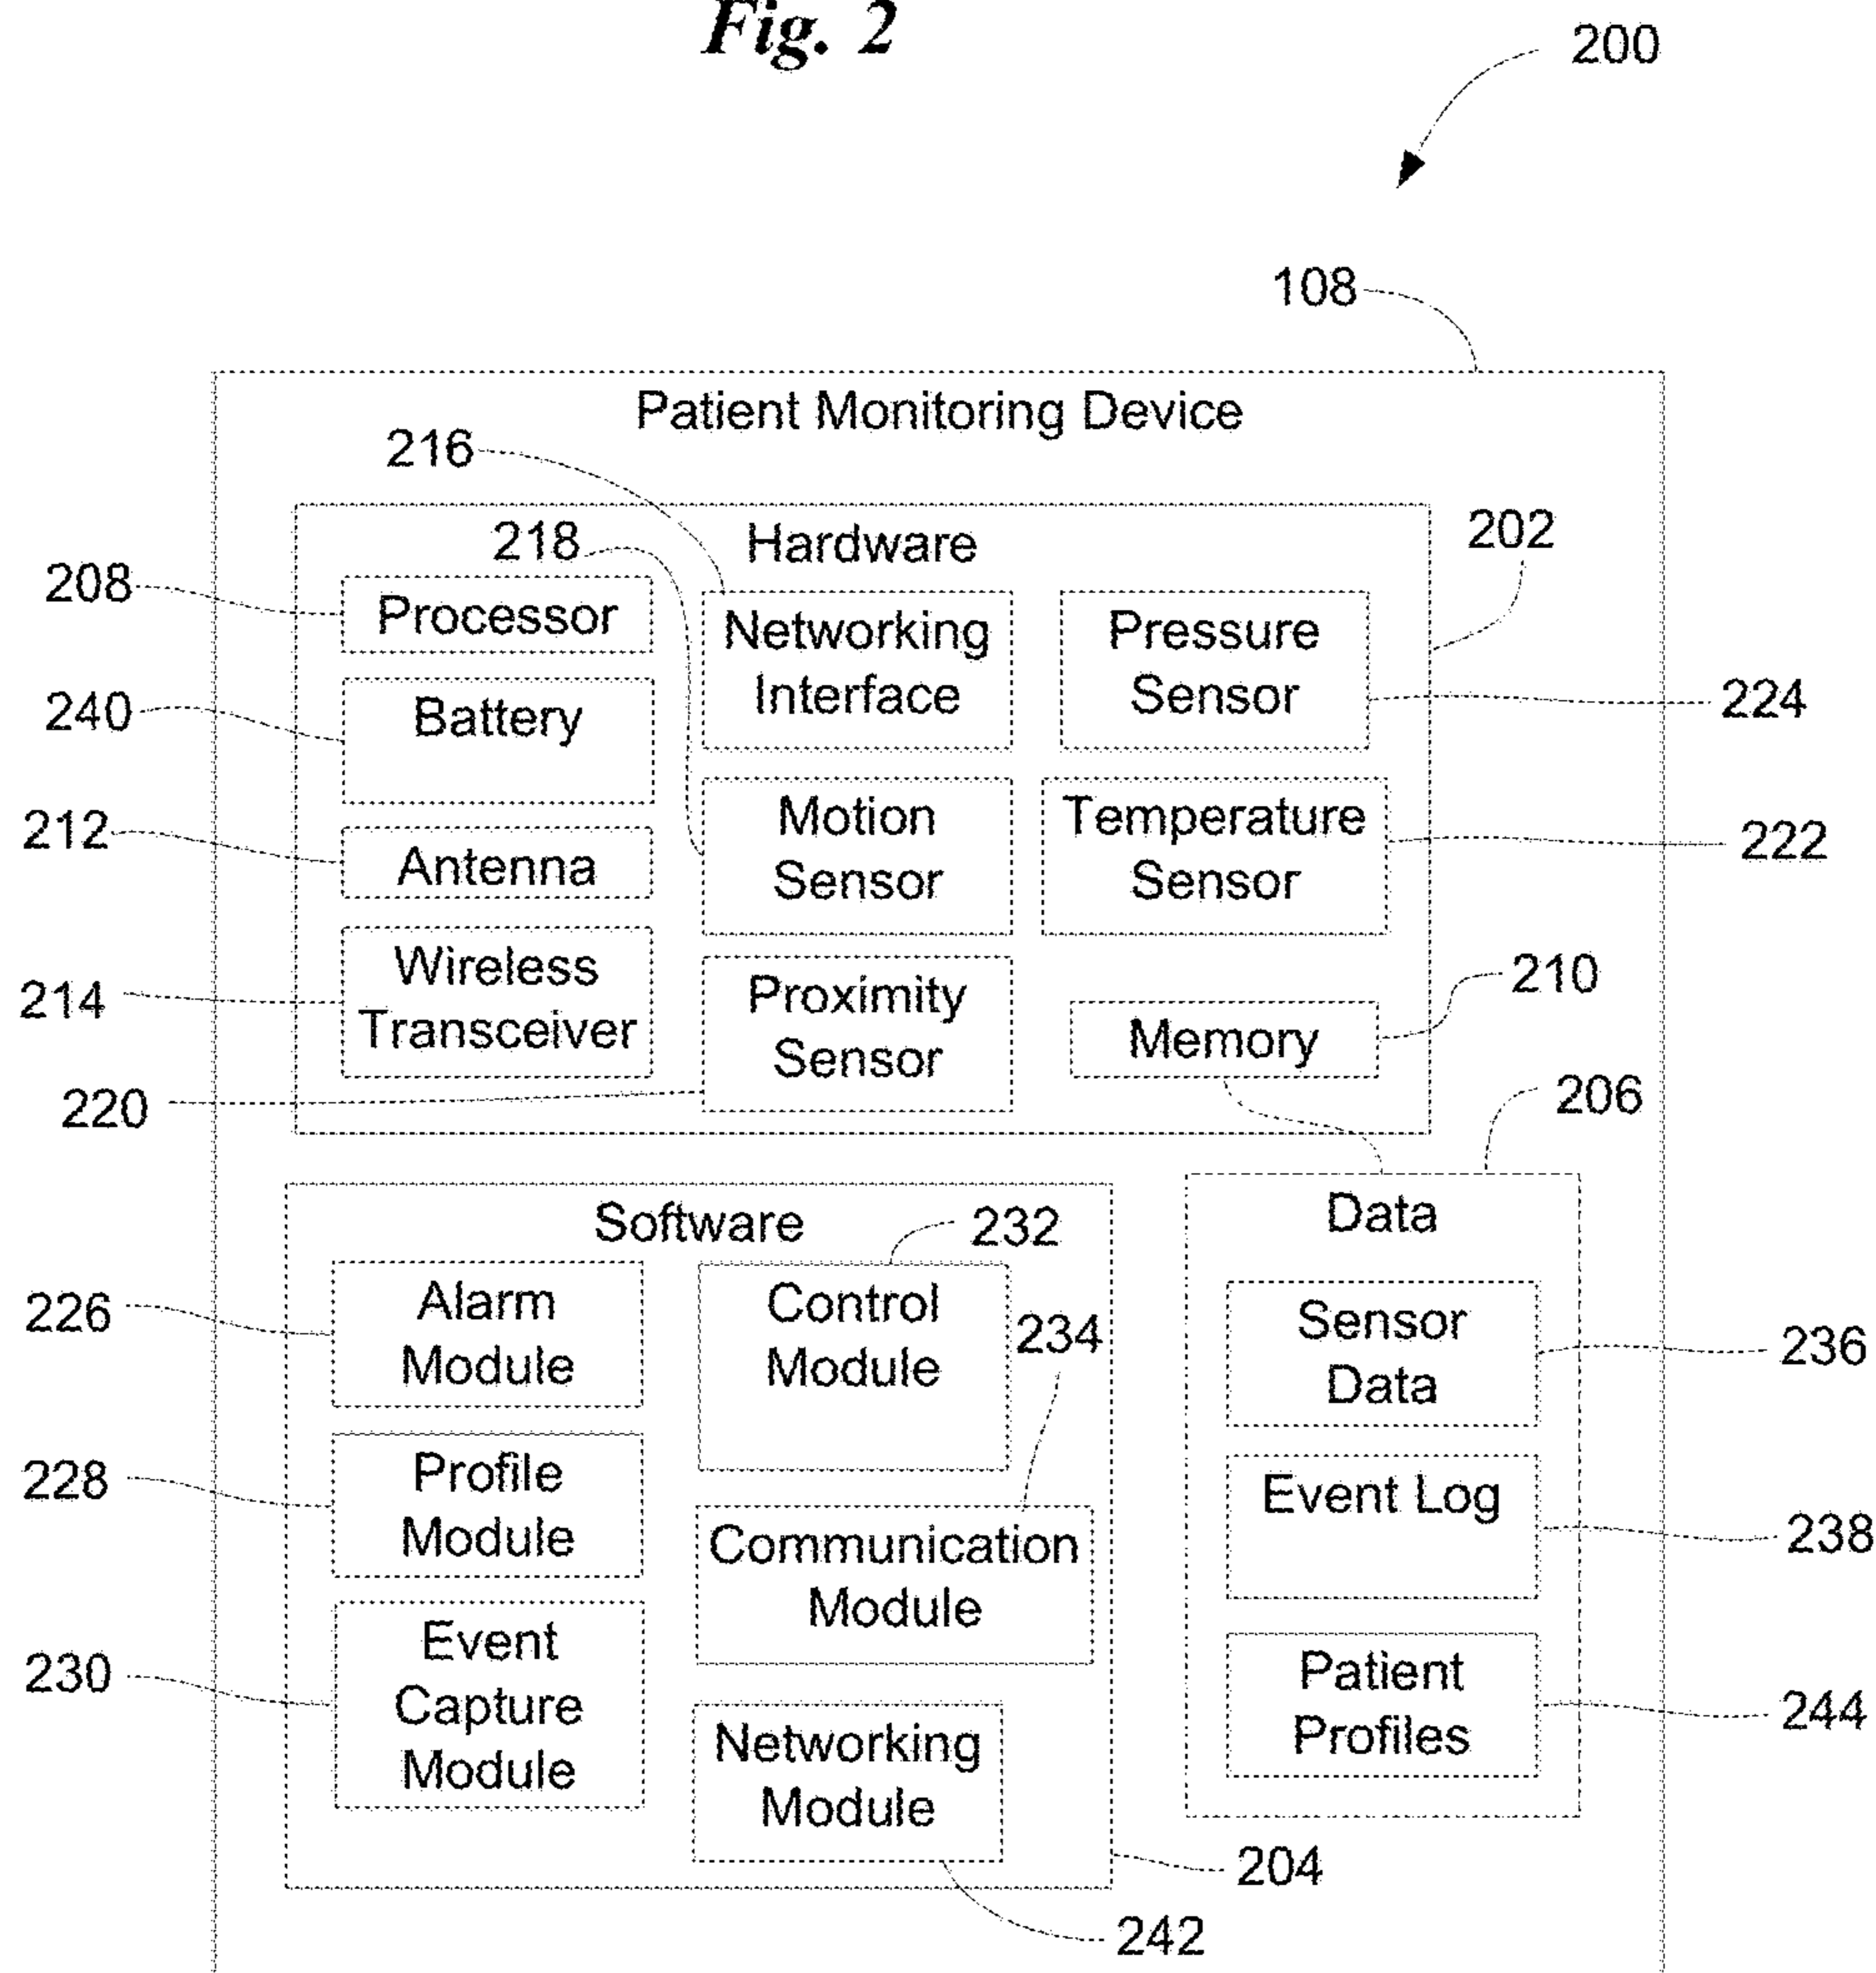 Fig. 2
200
108
Patient Monitoring Device
216
218
Hardware
202
208
Processor
Networking
Interface
Pressure
Sensor
240
Battery
224
212
Antenna
Motion
Sensor
Temperature
Sensor
222
214
Wireless
Transceiver
Proximity
Sensor
210
Memory
220
206
Software
232
Data
226
Alarm
Module
Control
Module
234
Sensor
Data
236
228
Profile
Module
Communication
Module
Event Log
238
230
Event
Capture
Module
Networking
Module
Patient
Profiles
244
204
242